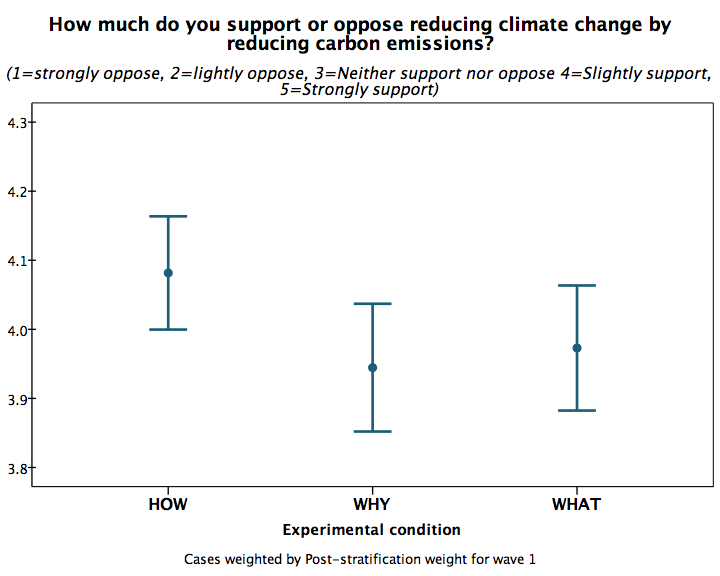 How much do you support or oppose reducing climate change by
reducing carbon emissions?
(1=strongly oppose, 2=lightly oppose, 3=Neither support nor oppose 4=Slightly support,
5=Strongly support)
4.3
4.2
4.1
4.0
3.9
3.8
HOW WHY WHAT
Experimental condition
Cases weighted by Post-stratification weight for wave 1